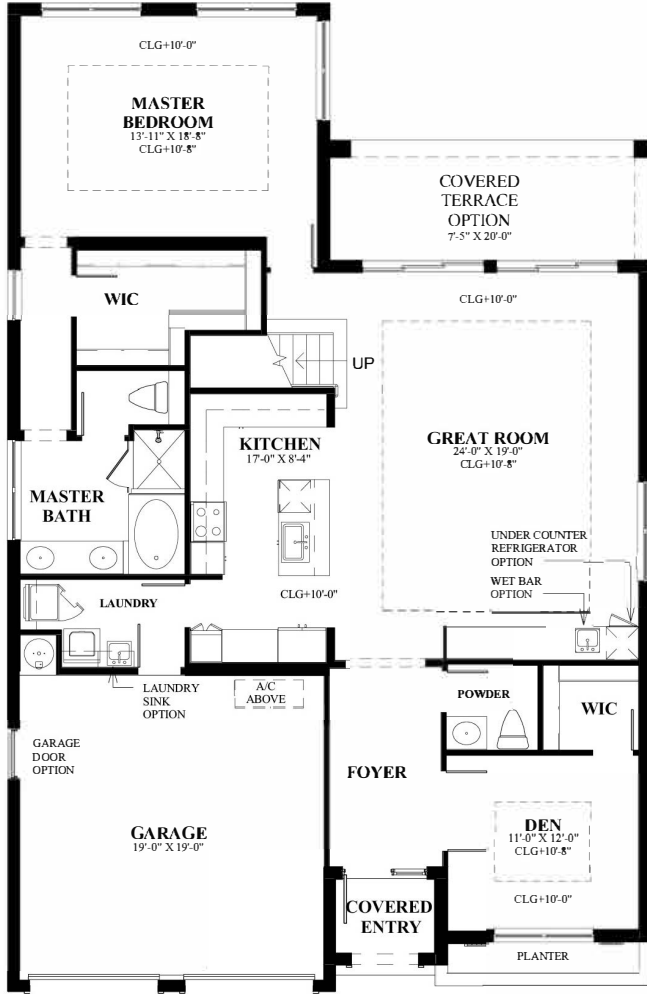 CLG+10'-0"
MASTER
BEDROOM
13'-11" X 18'-8"
CLG+10'-8"
COVERED
TERRACE
OPTION
7'-5" X 20'-0"
WIC
CLG+10'-0"
UP
KITCHEN
17'-0" X 8'-4"
GREAT ROOM
24'-0" X 19'-0"
CLG+10'-8"
MASTER
BATH
UNDER COUNTER
REFRIGERATOR
OPTION
WET BAR
OPTION
LAUNDRY
CLG+10'-0"
LAUNDRY
SINK
OPTION
A/C
ABOVE
POWDER
WIC
GARAGE
DOOR
OPTION
FOYER
GARAGE
19'-0" X 19'-0"
DEN
11'-0" X 12'-0"
CLG+10'-8"
CLG+10'-0"
COVERED
ENTRY
PLANTER